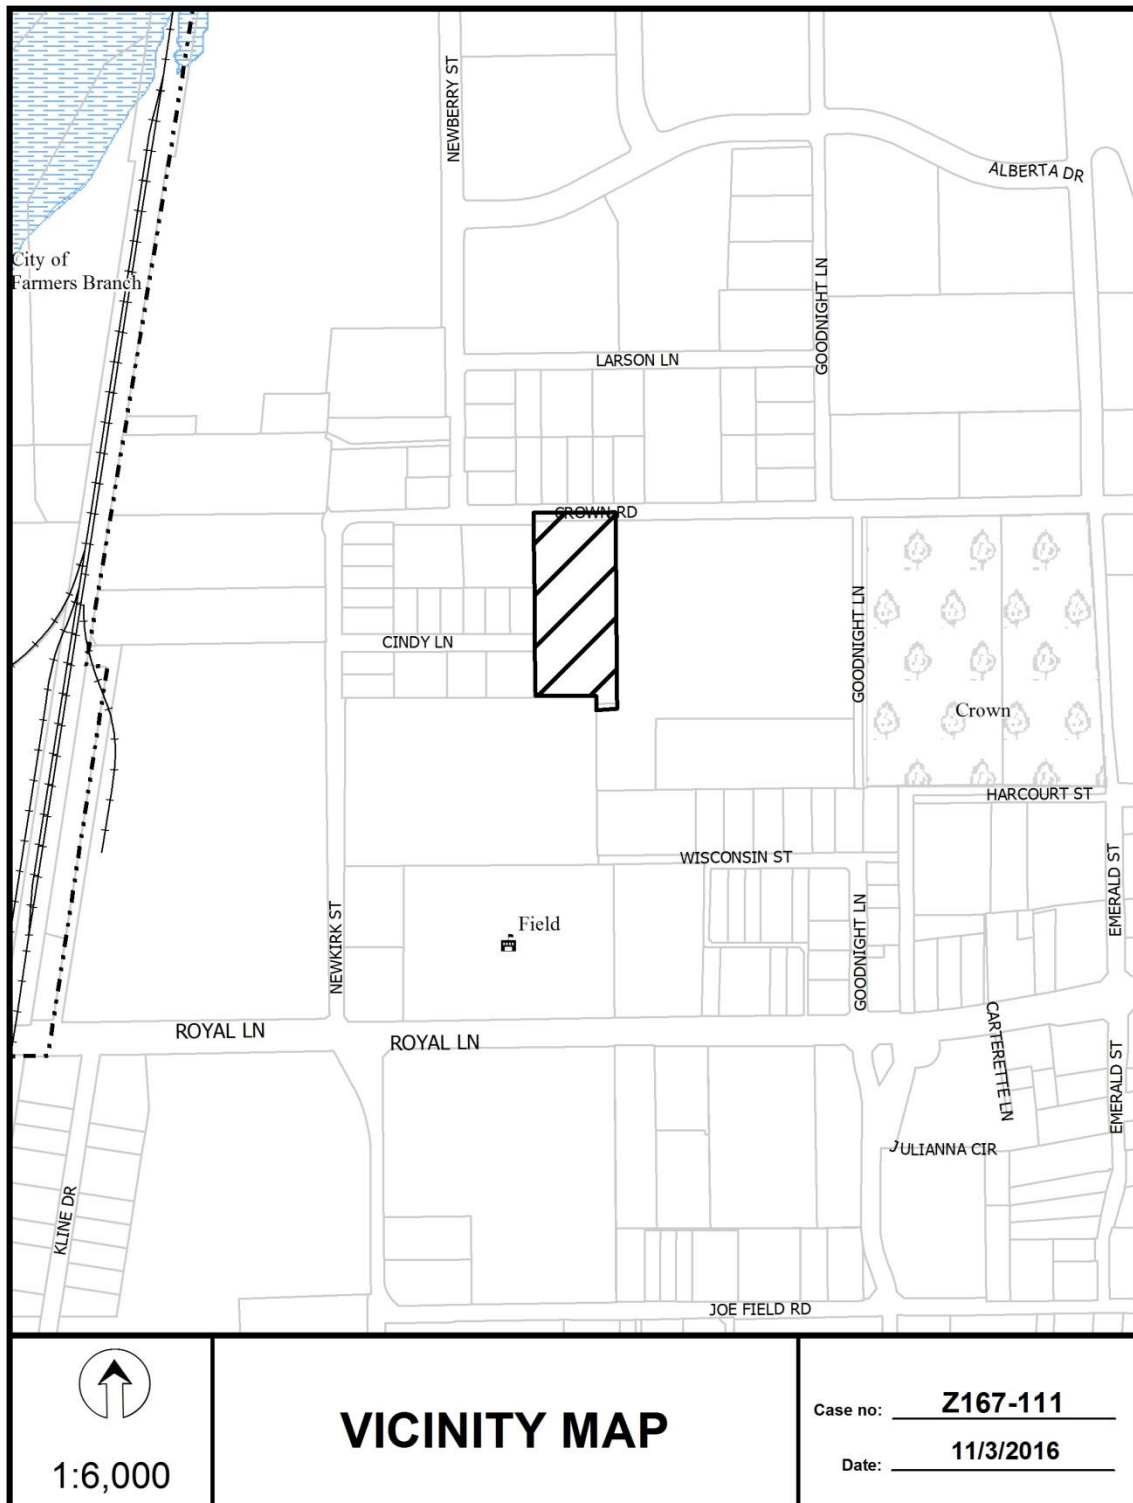 NEWBERRY ST
ALBERTA DR
City of
Farmers Branch
GOODNIGHT LN
LARSON LN
CROWN RD
CINDY LN
GOODNIGHT LN
Crown
HARCOURT ST
WISCONSIN ST
EMERALD ST
Field
NEWKIRK ST
GOODNIGHT LN
ROYAL LN
ROYAL LN
CARTERETTE LN
EMERALD ST
JULIANNA CIR
KLINE DR
JOE FIELD RD
1:6,000
VICINITY MAP
Case no: Z167-111
Date: 11/3/2016